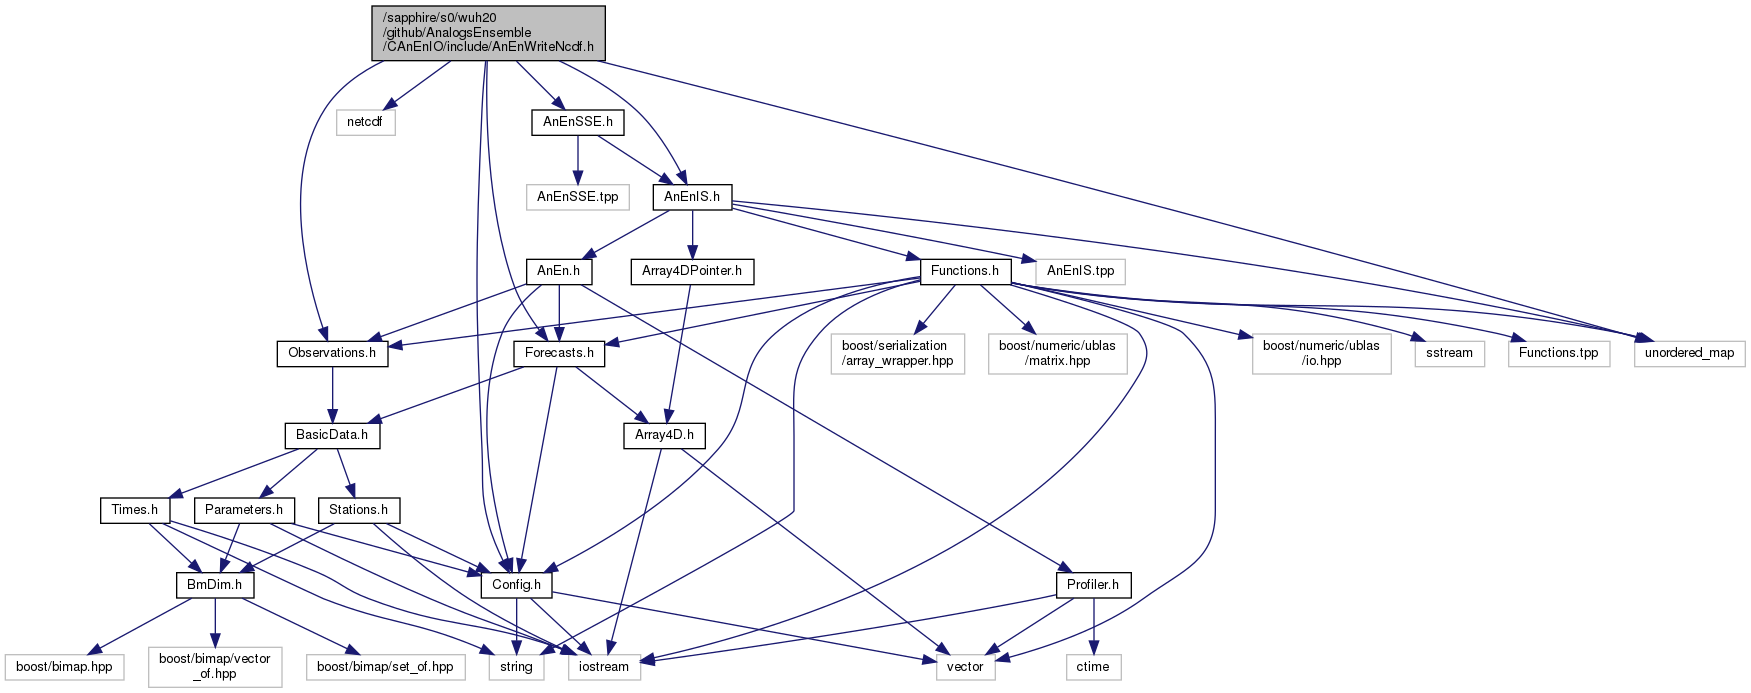 /sapphire/s0/wuh20
/github/AnalogsEnsemble
/CAnEnIO/include/AnEnWriteNcdf.h
netcdf
AnEnSSE.h
AnEnSSE.tpp
AnEnIS.h
AnEn.h
Array4DPointer.h
Functions.h
AnEnIS.tpp
Observations.h
Forecasts.h
boost/serialization
/array_wrapper.hpp
boost/numeric/ublas
/matrix.hpp
boost/numeric/ublas
/io.hpp
sstream
Functions.tpp
unordered_map
BasicData.h
Array4D.h
Times.h
Parameters.h
Stations.h
BmDim.h
Config.h
Profiler.h
boost/bimap.hpp
boost/bimap/vector
_of.hpp
boost/bimap/set_of.hpp
string
iostream
vector
ctime